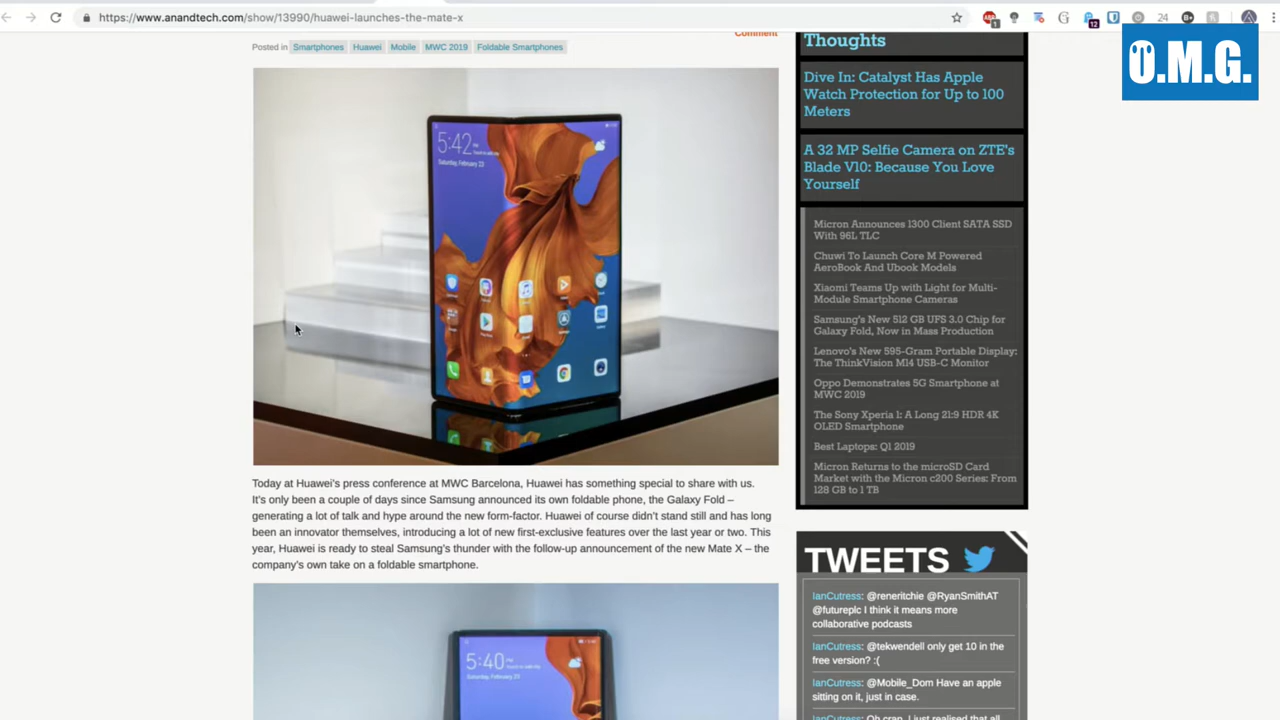 https://www.anandtech.com/show/13990/huawei-launches-the-mate-x
1
12
24
O.M.G.
Comment
Posted in Smartphones Huawei Mobile MWC 2019 Foldable Smartphones
5:42
Saturday, February 23
Today at Huawei's press conference at MWC Barcelona, Huawei has something special to share with us.
It's only been a couple of days since Samsung announced its own foldable phone, the Galaxy Fold –
generating a lot of talk and hype around the new form-factor. Huawei of course didn't stand still and has long
been an innovator themselves, introducing a lot of new first-exclusive features over the last year or two. This
year, Huawei is ready to steal Samsung's thunder with the follow-up announcement of the new Mate X – the
company's own take on a foldable smartphone.
5:40
Thoughts
Dive In: Catalyst Has Apple
Watch Protection for Up to 100
Meters
A 32 MP Selfie Camera on ZTE's
Blade V10: Because You Love
Yourself
Micron Announces 1300 Client SATA SSD
With 96L TLC
Chuwi To Launch Core M Powered
AeroBook And Ubook Models
Xiaomi Teams Up with Light for Multi-
Module Smartphone Cameras
Samsung's New 512 GB UFS 3.0 Chip for
Galaxy Fold, Now in Mass Production
Lenovo's New 595-Gram Portable Display:
The ThinkVision M14 USB-C Monitor
Oppo Demonstrates 5G Smartphone at
MWC 2019
The Sony Xperia 1: A Long 21:9 HDR 4K
OLED Smartphone
Best Laptops: Q1 2019
Micron Returns to the microSD Card
Market with the Micron c200 Series: From
128 GB to 1 TB
TWEETS
IanCutress: @reneritchie @RyanSmithAT
@futureplc I think it means more
collaborative podcasts
IanCutress: @tekwendell only get 10 in the
free version? :(
IanCutress: @Mobile_Dom Have an apple
sitting on it, just in case.
IanCutress: Oh crap, I just realised that all